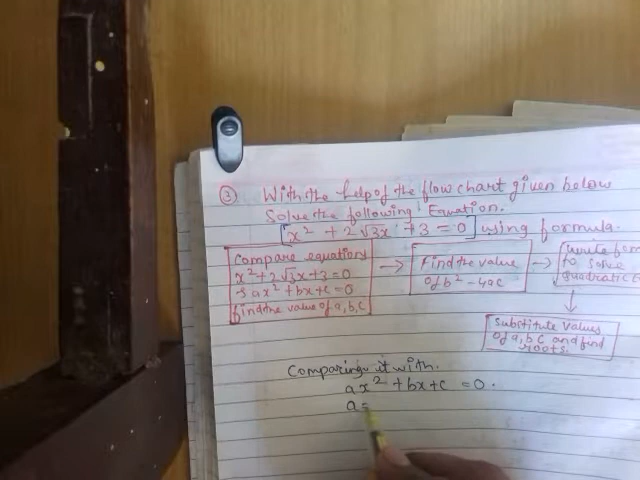 ③ With the help of the flow chart given below
Solve the following Equation.
x² + 2√3x + 3 = 0 using formula.
Compare equations
x² + 2√3x + 3 = 0
ax² + bx + c = 0
find the value of a, b, c
→ Find the value
of b² - 4ac
→ Write
to solve
quadratic
↓
Substitute values
of a, b, c and find
roots.
Comparing it with.
ax² + bx + c = 0.
a =